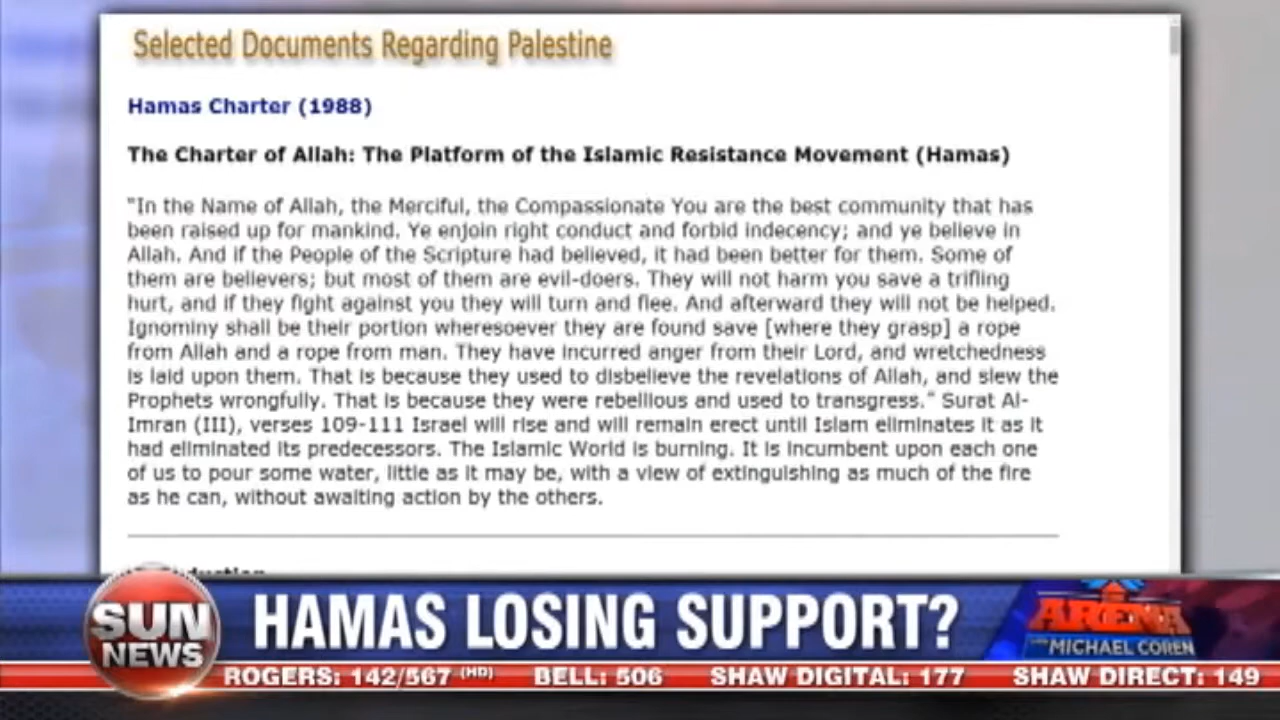 Selected Documents Regarding Palestine
Hamas Charter (1988)
The Charter of Allah: The Platform of the Islamic Resistance Movement (Hamas)
"In the Name of Allah, the Merciful, the Compassionate You are the best community that has
been raised up for mankind. Ye enjoin right conduct and forbid indecency; and ye believe in
Allah. And if the People of the Scripture had believed, it had been better for them. Some of
them are believers; but most of them are evil-doers. They will not harm you save a trifling
hurt, and if they fight against you they will turn and flee. And afterward they will not be helped.
Ignominy shall be their portion wheresoever they are found save [where they grasp] a rope
from Allah and a rope from man. They have incurred anger from their Lord, and wretchedness
is laid upon them. That is because they used to disbelieve the revelations of Allah, and slew the
Prophets wrongfully. That is because they were rebellious and used to transgress." Surat Al-
Imran (III), verses 109-111 Israel will rise and will remain erect until Islam eliminates it as it
had eliminated its predecessors. The Islamic World is burning. It is incumbent upon each one
of us to pour some water, little as it may be, with a view of extinguishing as much of the fire
as he can, without awaiting action by the others.
SUN
NEWS
HAMAS LOSING SUPPORT?
ARENA
WITH MICHAEL COREN
ROGERS: 142/567 (HD) BELL: 506 SHAW DIGITAL: 177 SHAW DIRECT: 149